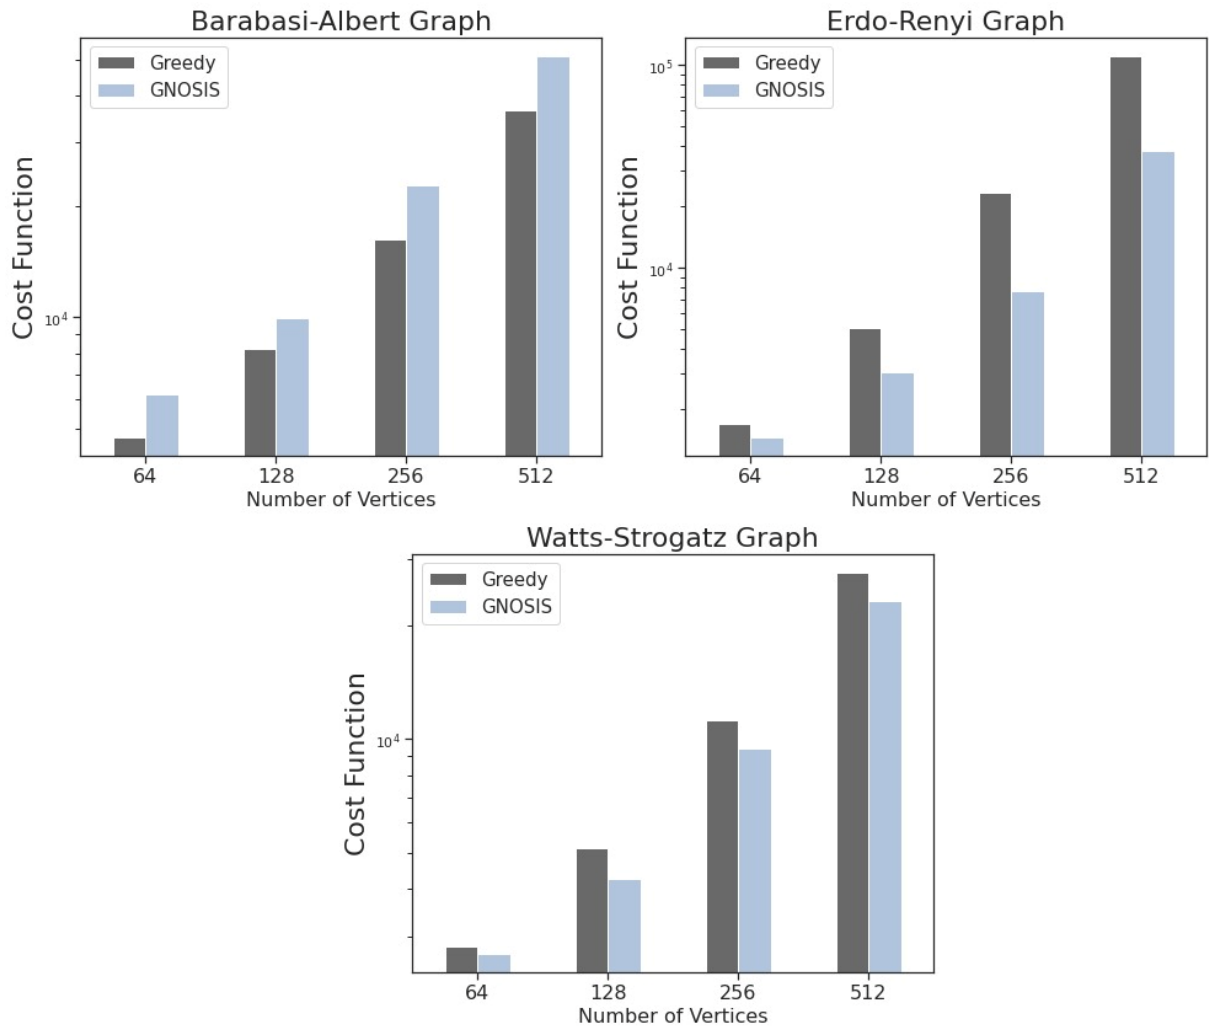 Barabasi-Albert Graph
Greedy
GNOSIS
Cost Function
10^4
64 128 256 512
Number of Vertices
Erdo-Renyi Graph
Greedy
GNOSIS
Cost Function
10^5
10^4
64 128 256 512
Number of Vertices
Watts-Strogatz Graph
Greedy
GNOSIS
Cost Function
10^4
64 128 256 512
Number of Vertices